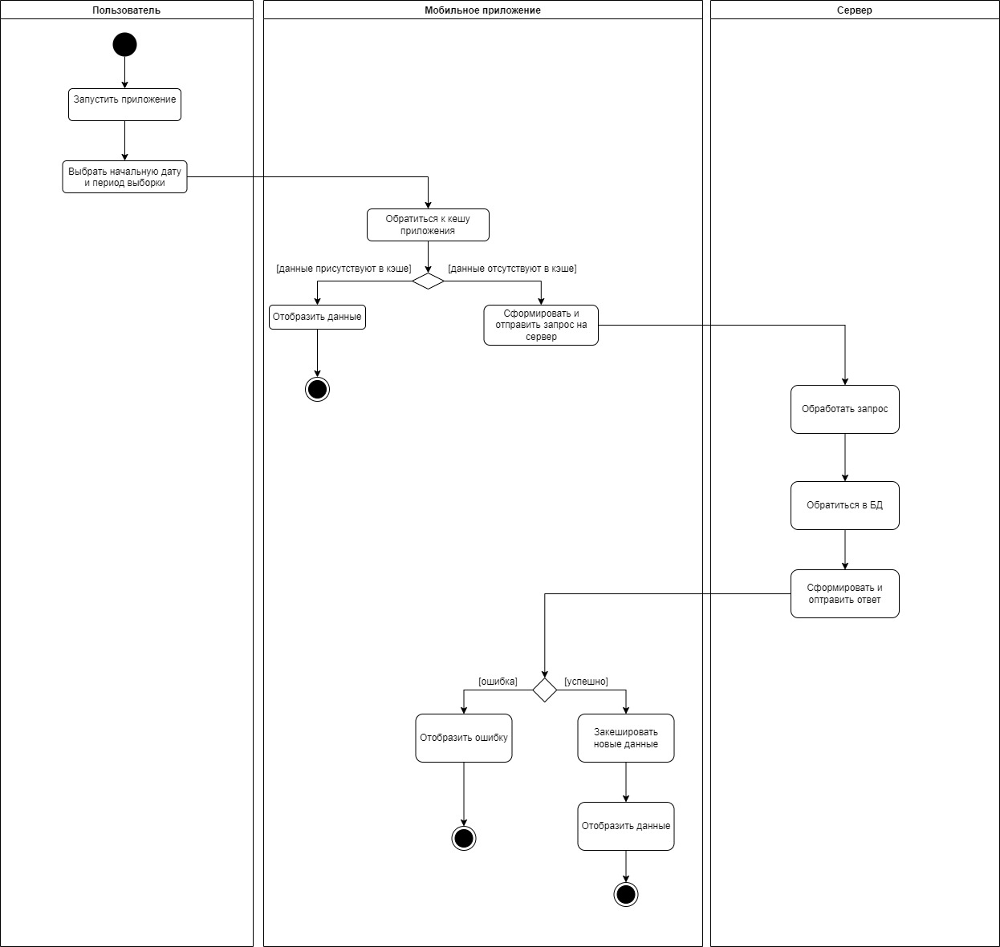 Пользователь
Мобильное приложение
Сервер
Запустить приложение
Выбрать начальную дату
и период выборки
Обратиться к кешу
приложения
[данные присутствуют в кэше]
[данные отсутствуют в кэше]
Отобразить данные
Сформировать и
отправить запрос на
сервер
Обработать запрос
Обратиться в БД
Сформировать и
оптравить ответ
[ошибка]
[успешно]
Отобразить ошибку
Закешировать
новые данные
Отобразить данные